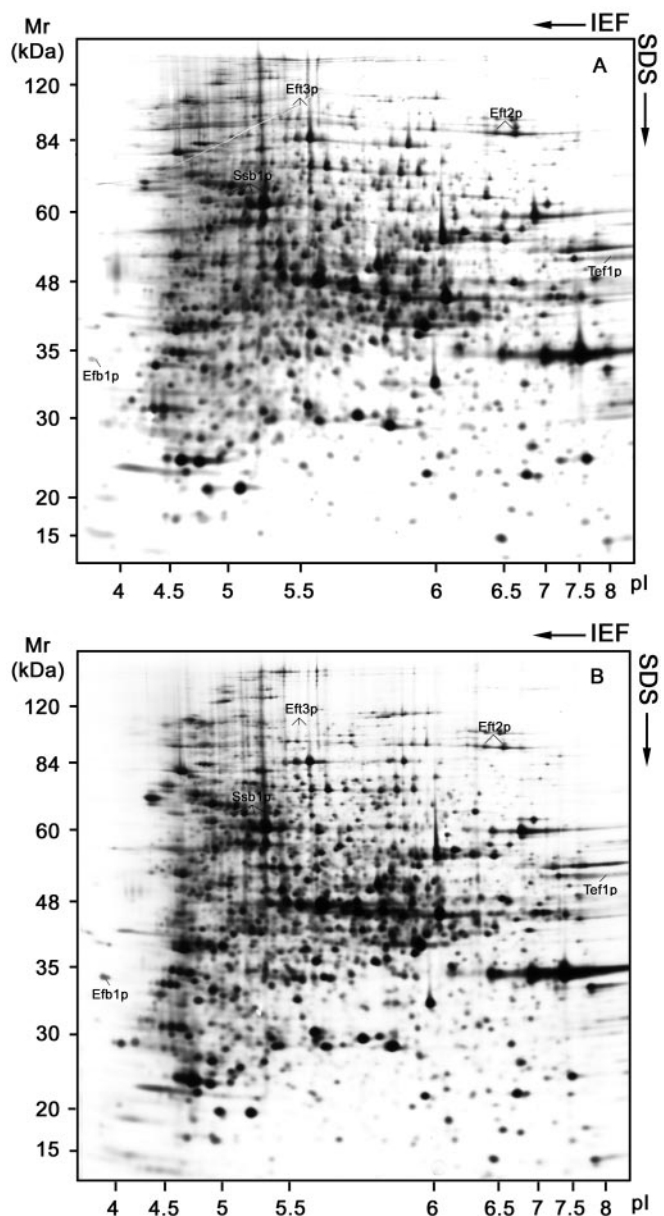 Mr
(kDa)
← IEF
SDS →
A
120
84
60
48
35
30
20
15
Eft3p
Eft2p
Ssb1p
Tef1p
Efb1p
4 4.5 5 5.5 6 6.5 7 7.5 8 pI
Mr
(kDa)
← IEF
SDS →
B
120
84
60
48
35
30
20
15
Eft3p
Eft2p
Ssb1p
Tef1p
Efb1p
4 4.5 5 5.5 6 6.5 7 7.5 8 pI